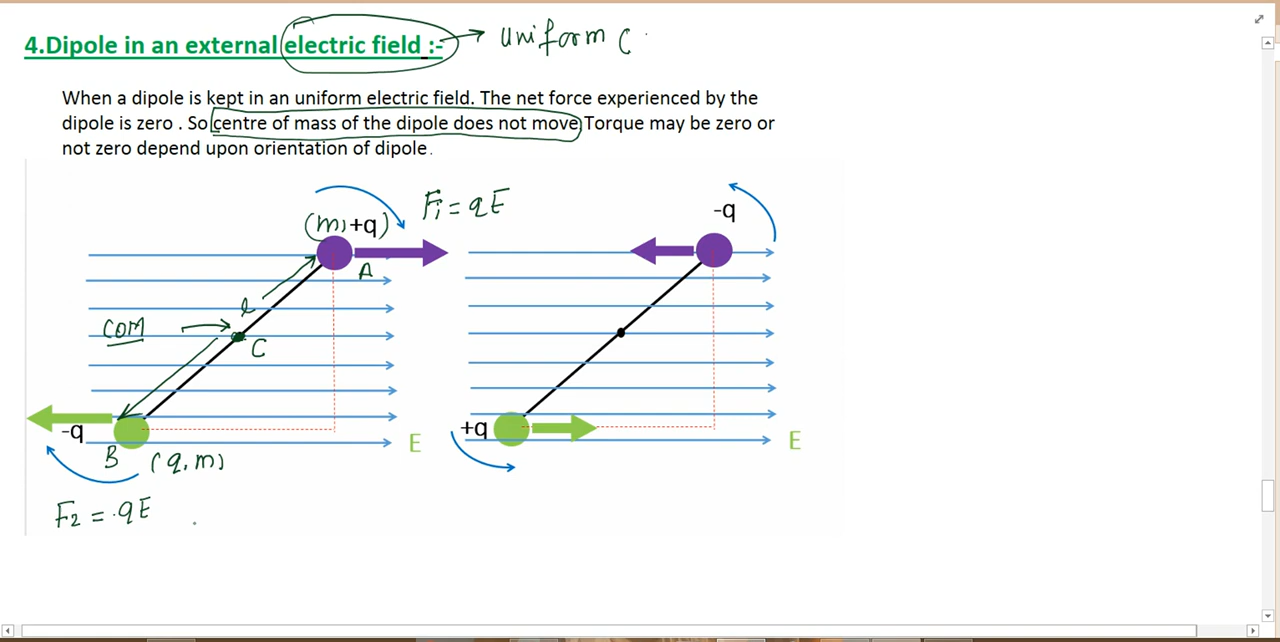 4.Dipole in an external electric field :- uniform (
When a dipole is kept in an uniform electric field. The net force experienced by the
dipole is zero . So centre of mass of the dipole does not move Torque may be zero or
not zero depend upon orientation of dipole.
F1 = qE
(m,+q)
-q
A
l
COM
C
-q
+q
E
E
B (q,m)
F2 = qE